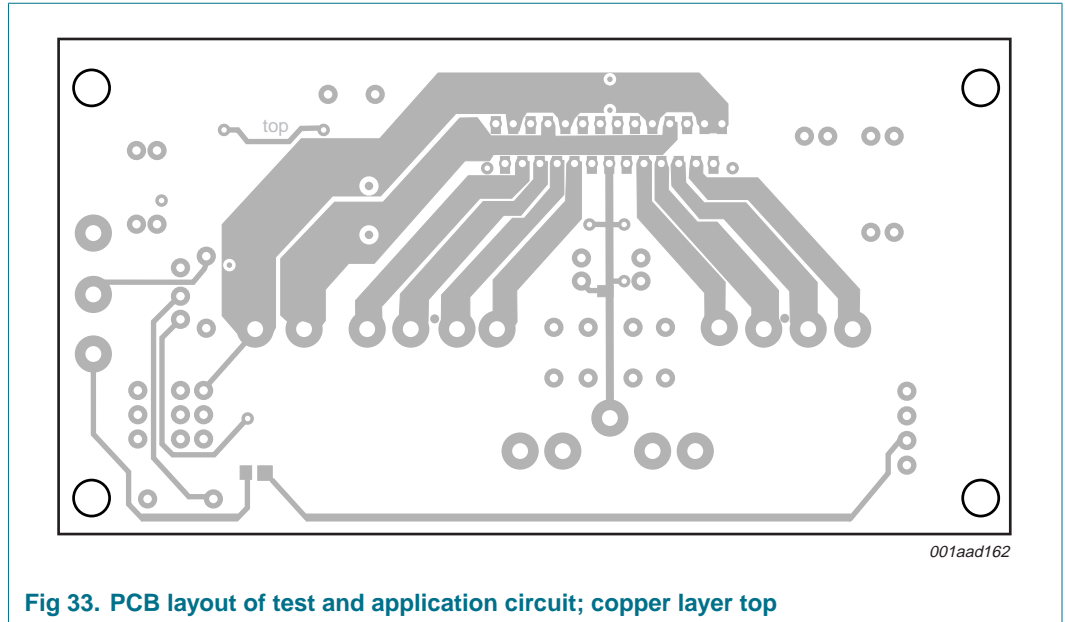 top
001aad162
Fig 33. PCB layout of test and application circuit; copper layer top